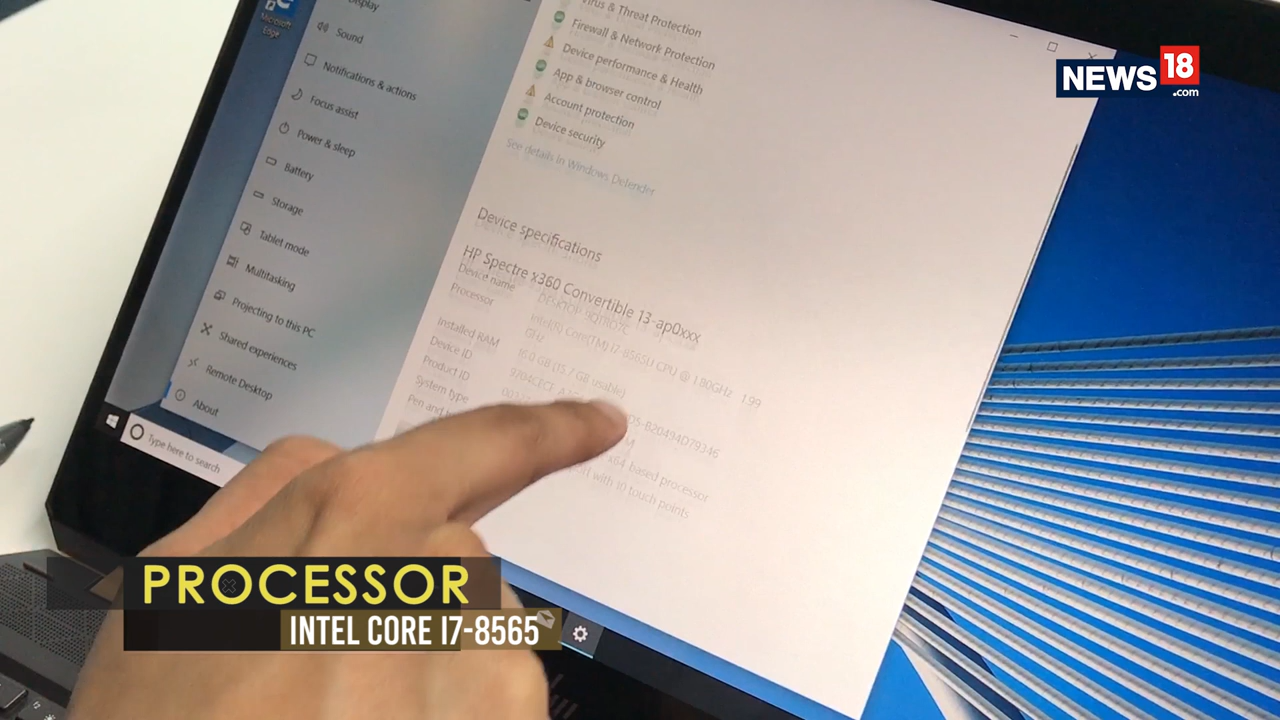 Microsoft
Edge
Display
Sound
Notifications & actions
Focus assist
Power & sleep
Battery
Storage
Tablet mode
Multitasking
Projecting to this PC
Shared experiences
Remote Desktop
About
Type here to search
Virus & Threat Protection
Firewall & Network Protection
Device performance & Health
App & browser control
Account protection
Device security
See details in Windows Defender
Device specifications
HP Spectre x360 Convertible 13-ap0xxx
Device name
Processor Intel(R) Core(TM) i7-8565U CPU @ 1.80GHz 1.99
GHz
Installed RAM 16.0 GB (15.7 GB usable)
Device ID
Product ID
System type x64-based processor
Pen and with 10 touch points
NEWS18
.com
PROCESSOR
INTEL CORE I7-8565